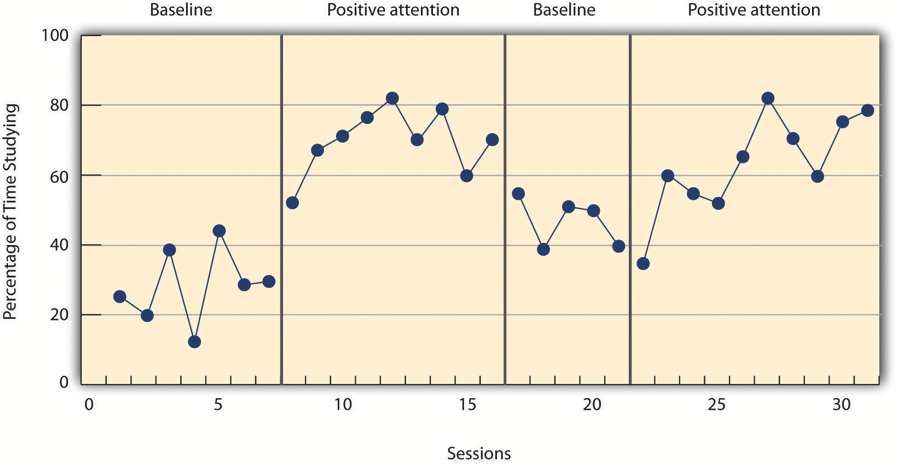 Baseline Positive attention Baseline Positive attention
100
80
60
40
20
0
Percentage of Time Studying
0 5 10 15 20 25 30
Sessions